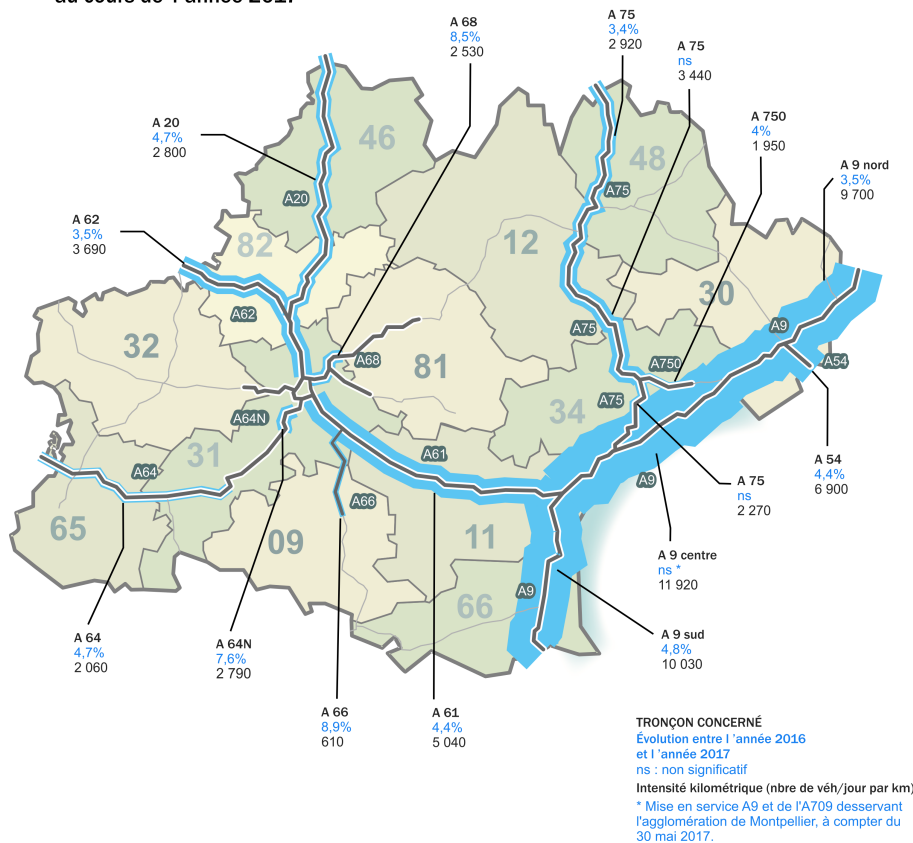 au cours de l'année 2017
A 68
8,5%
2 530
A 75
3,4%
2 920
A 75
ns
3 440
A 750
4%
1 950
A 9 nord
3,5%
9 700
A 20
4,7%
2 800
A 62
3,5%
3 690
46
48
A20
A75
82
12
30
A62
A75
A9
32
A68
81
A750
A54
A64N
34
A75
31
A61
A64
A9
A66
65
09
11
A9
66
A 54
4,4%
6 900
A 75
ns
2 270
A 9 centre
ns *
11 920
A 9 sud
4,8%
10 030
A 64
4,7%
2 060
A 64N
7,6%
2 790
A 66
8,9%
610
A 61
4,4%
5 040
TRONÇON CONCERNÉ
Évolution entre l 'année 2016
et l 'année 2017
ns : non significatif
Intensité kilométrique (nbre de véh/jour par km)
* Mise en service A9 et de l'A709 desservant
l'agglomération de Montpellier, à compter du
30 mai 2017.